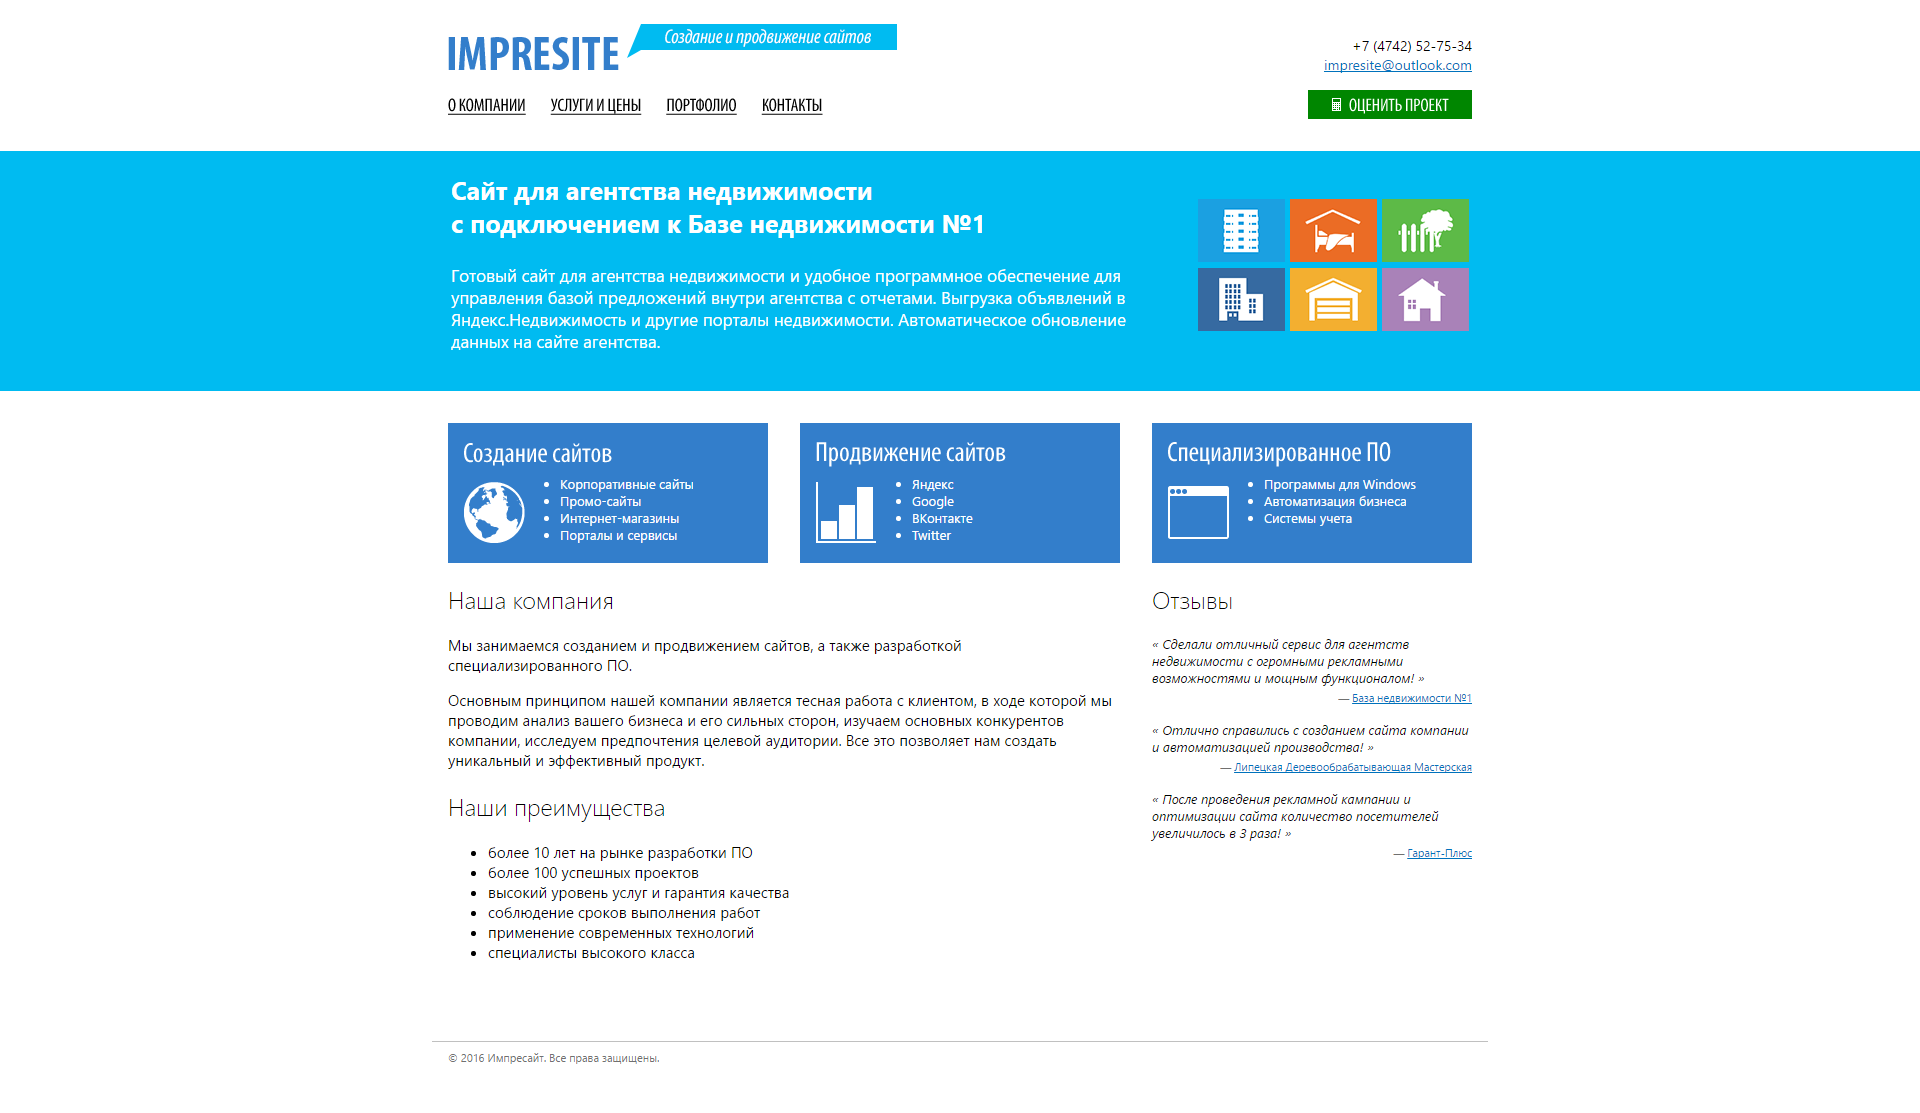 IMPRESITE
Создание и продвижение сайтов
+7 (4742) 52-75-34
impresite@outlook.com
О КОМПАНИИ УСЛУГИ И ЦЕНЫ ПОРТФОЛИО КОНТАКТЫ
ОЦЕНИТЬ ПРОЕКТ
Сайт для агентства недвижимости
с подключением к Базе недвижимости №1
Готовый сайт для агентства недвижимости и удобное программное обеспечение для
управления базой предложений внутри агентства с отчетами. Выгрузка объявлений в
Яндекс.Недвижимость и другие порталы недвижимости. Автоматическое обновление
данных на сайте агентства.
Создание сайтов
• Корпоративные сайты
• Промо-сайты
• Интернет-магазины
• Порталы и сервисы
Продвижение сайтов
• Яндекс
• Google
• ВКонтакте
• Twitter
Специализированное ПО
• Программы для Windows
• Автоматизация бизнеса
• Системы учета
Наша компания
Мы занимаемся созданием и продвижением сайтов, а также разработкой
специализированного ПО.
Основным принципом нашей компании является тесная работа с клиентом, в ходе которой мы
проводим анализ вашего бизнеса и его сильных сторон, изучаем основных конкурентов
компании, исследуем предпочтения целевой аудитории. Все это позволяет нам создать
уникальный и эффективный продукт.
Наши преимущества
• более 10 лет на рынке разработки ПО
• более 100 успешных проектов
• высокий уровень услуг и гарантия качества
• соблюдение сроков выполнения работ
• применение современных технологий
• специалисты высокого класса
Отзывы
« Сделали отличный сервис для агентств
недвижимости с огромными рекламными
возможностями и мощным функционалом! »
— База недвижимости №1
« Отлично справились с созданием сайта компании
и автоматизацией производства! »
— Липецкая Деревообрабатывающая Мастерская
« После проведения рекламной кампании и
оптимизации сайта количество посетителей
увеличилось в 3 раза! »
— Гарант-Плюс
© 2016 Импресайт. Все права защищены.